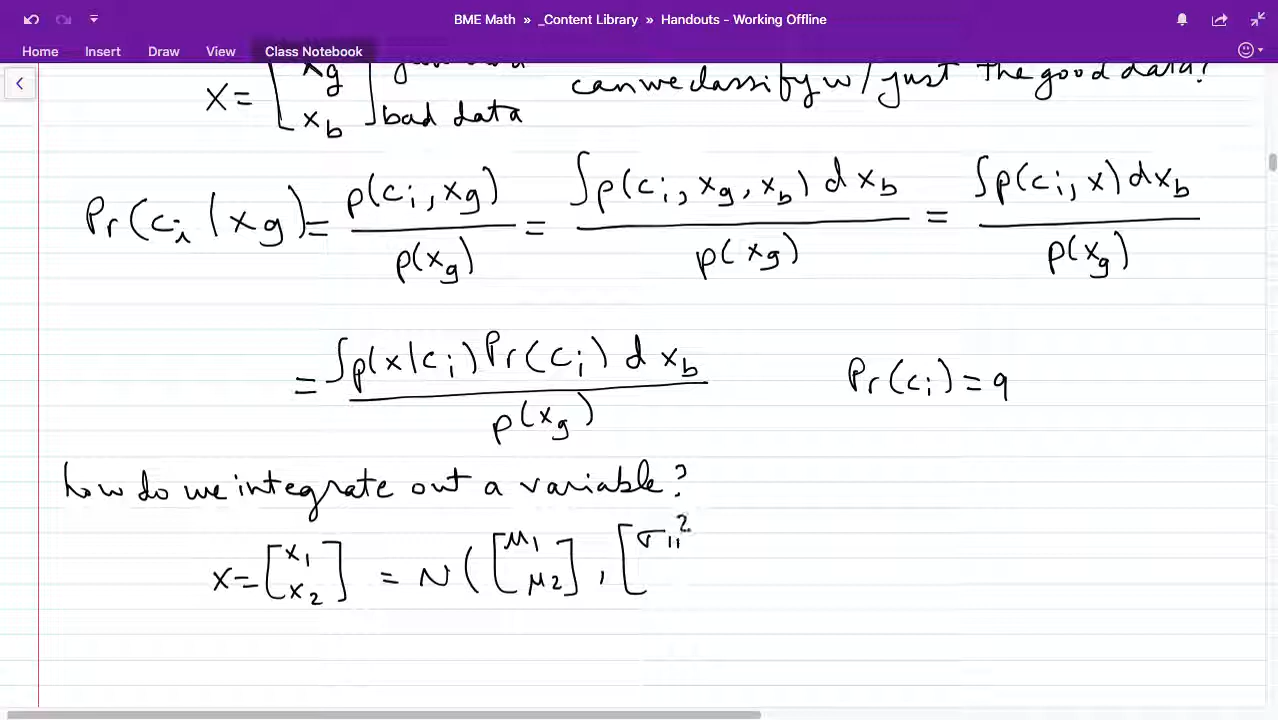 BME Math » _Content Library » Handouts - Working Offline
Home Insert Draw View Class Notebook
x = [xg xb] bad data can we classify w/ just the good data?
Pr(ci | xg) = p(ci, xg) / p(xg) = ∫p(ci, xg, xb) d xb / p(xg) = ∫p(ci, x) dxb / p(xg)
= ∫p(x|ci) Pr(ci) d xb / p(xg) Pr(ci) = q
how do we integrate out a variable?
x = [x1 x2] = N([μ1 μ2], [σ11²